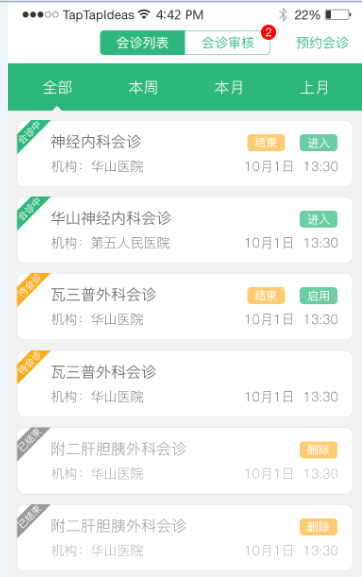 ●●●○○ TapTapIdeas 4:42 PM 22%
会诊列表 会诊审核 2 预约会诊
全部 本周 本月 上月
会诊中 神经内科会诊 结束 进入
机构：华山医院 10月1日 13:30
会诊中 华山神经内科会诊 进入
机构：第五人民医院 10月1日 13:30
待会诊 瓦三普外科会诊 结束 启用
机构：华山医院 10月1日 13:30
待会诊 瓦三普外科会诊
机构：华山医院 10月1日 13:30
已结束 附二肝胆胰外科会诊 删除
机构：华山医院 10月1日 13:30
已结束 附二肝胆胰外科会诊 删除
机构：华山医院 10月1日 13:30